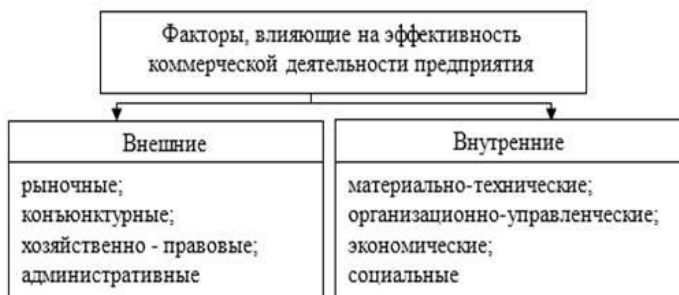 Факторы, влияющие на эффективность
коммерческой деятельности предприятия
Внешние
рыночные;
конъюнктурные;
хозяйственно - правовые;
административные
Внутренние
материально-технические;
организационно-управленческие;
экономические;
социальные